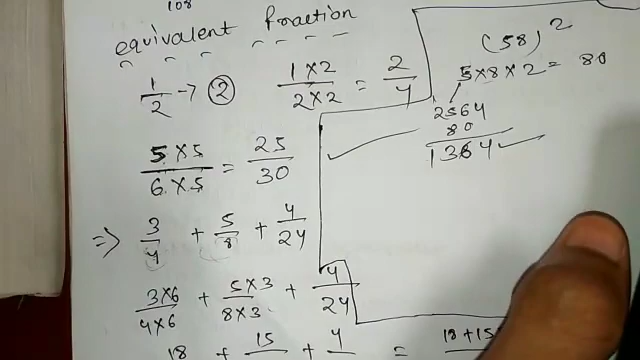 108
equivalent Fraction
1/2 → ② 1×2/2×2 = 2/4
5×5/6×5 = 25/30
⇒ 3/4 + 5/8 + 4/24
3×6/4×6 + 5×3/8×3 + 4/24
18 + 15 + 4 = 18+15
(58)²
5×8×2= 80
2564
80
1364